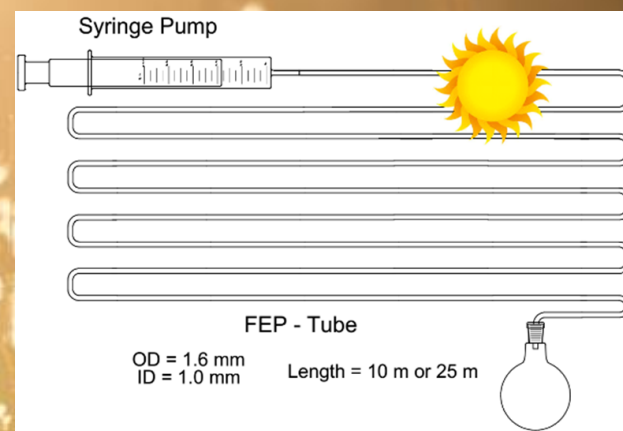 Syringe Pump
FEP - Tube
OD = 1.6 mm
ID = 1.0 mm
Length = 10 m or 25 m